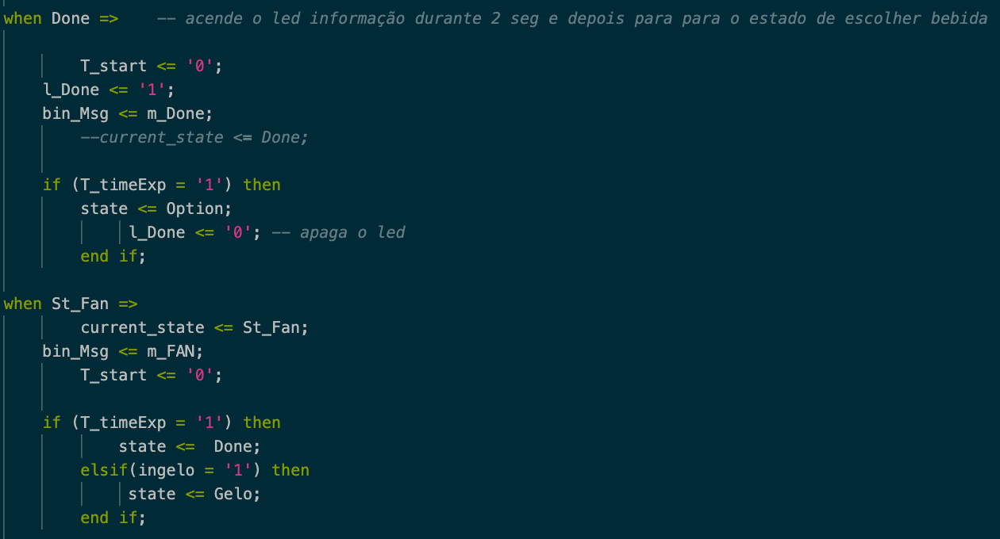 when Done =>    -- acende o led informação durante 2 seg e depois para para o estado de escolher bebida
T_start <= '0';
l_Done <= '1';
bin_Msg <= m_Done;
--current_state <= Done;
if (T_timeExp = '1') then
state <= Option;
l_Done <= '0'; -- apaga o led
end if;
when St_Fan =>
current_state <= St_Fan;
bin_Msg <= m_FAN;
T_start <= '0';
if (T_timeExp = '1') then
state <=  Done;
elsif(ingelo = '1') then
state <= Gelo;
end if;